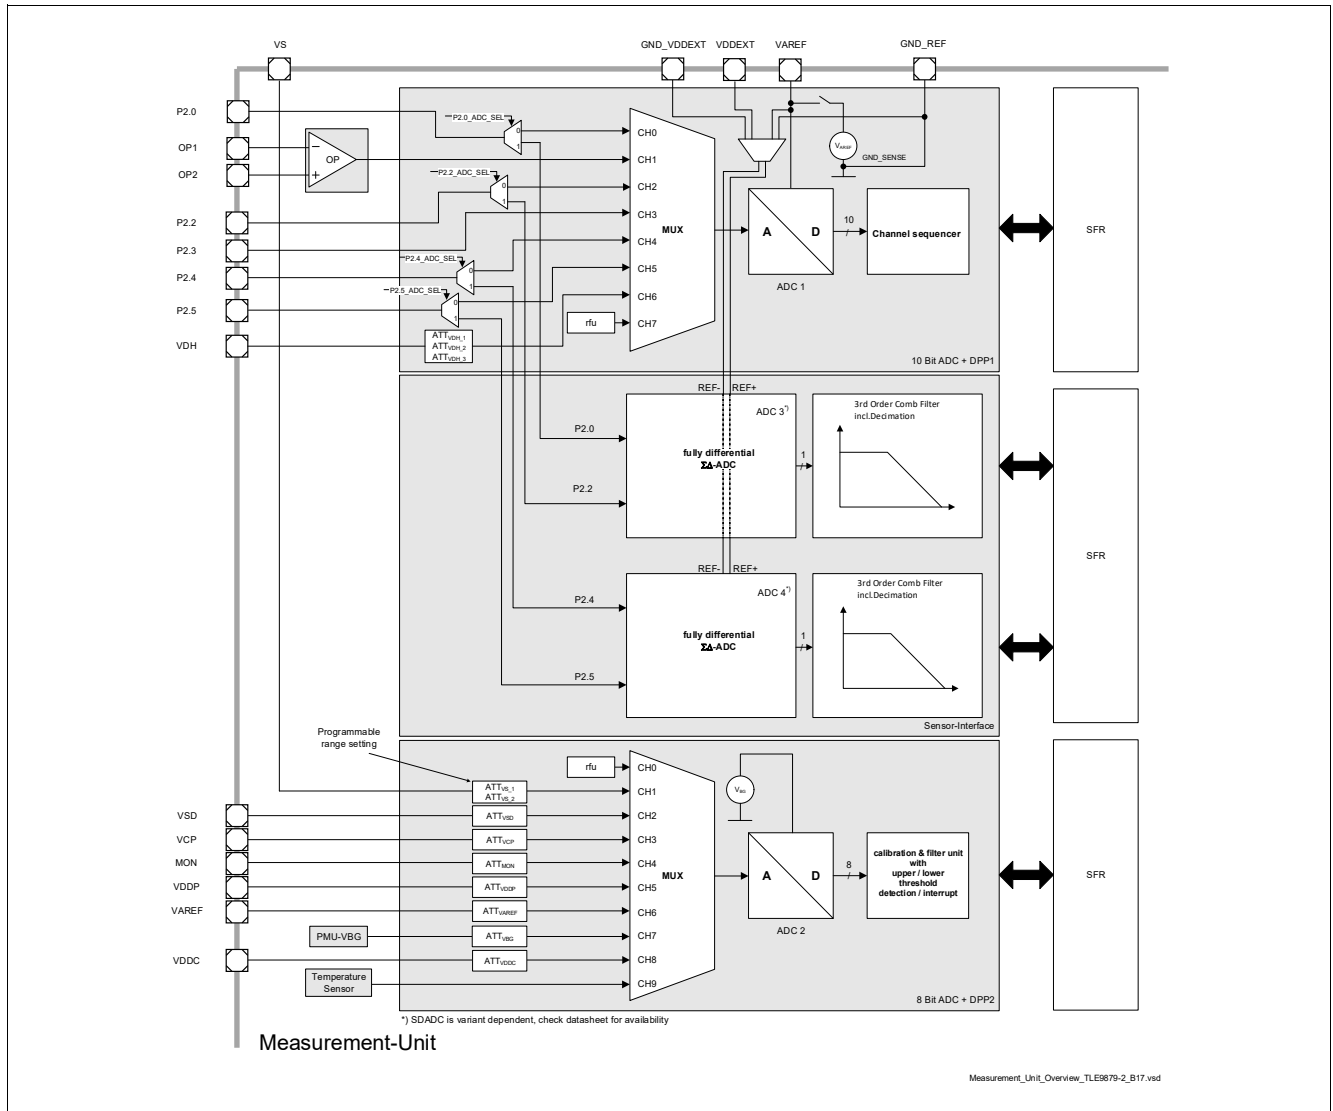 VS
GND_VDDEXT
VDDEXT
VAREF
GND_REF
P2.0
OP1
OP2
P2.2
P2.3
P2.4
P2.5
VDH
OP
−
+
P2.0_ADC_SEL
0
1
P2.2_ADC_SEL
0
1
P2.4_ADC_SEL
0
1
P2.5_ADC_SEL
0
1
ATTVDH_1
ATTVDH_2
ATTVDH_3
rfu
CH0
CH1
CH2
CH3
CH4
CH5
CH6
CH7
MUX
VAREF
GND_SENSE
A
D
ADC 1
10
Channel sequencer
10 Bit ADC + DPP1
SFR
REF-
REF+
ADC 3*)
P2.0
P2.2
fully differential
ΣΔ-ADC
1
3rd Order Comb Filter
incl.Decimation
REF-
REF+
ADC 4*)
P2.4
P2.5
fully differential
ΣΔ-ADC
1
3rd Order Comb Filter
incl.Decimation
Sensor-Interface
SFR
Programmable
range setting
VSD
VCP
MON
VDDP
VAREF
VDDC
PMU-VBG
Temperature
Sensor
rfu
ATTVS_1
ATTVS_2
ATTVSD
ATTVCP
ATTMON
ATTVDDP
ATTVAREF
ATTVBG
ATTVDDC
CH0
CH1
CH2
CH3
CH4
CH5
CH6
CH7
CH8
CH9
MUX
VBG
A
D
ADC 2
8
calibration & filter unit
with
upper / lower
threshold
detection / interrupt
8 Bit ADC + DPP2
SFR
*) SDADC is variant dependent, check datasheet for availability
Measurement-Unit
Measurement_Unit_Overview_TLE9879-2_B17.vsd